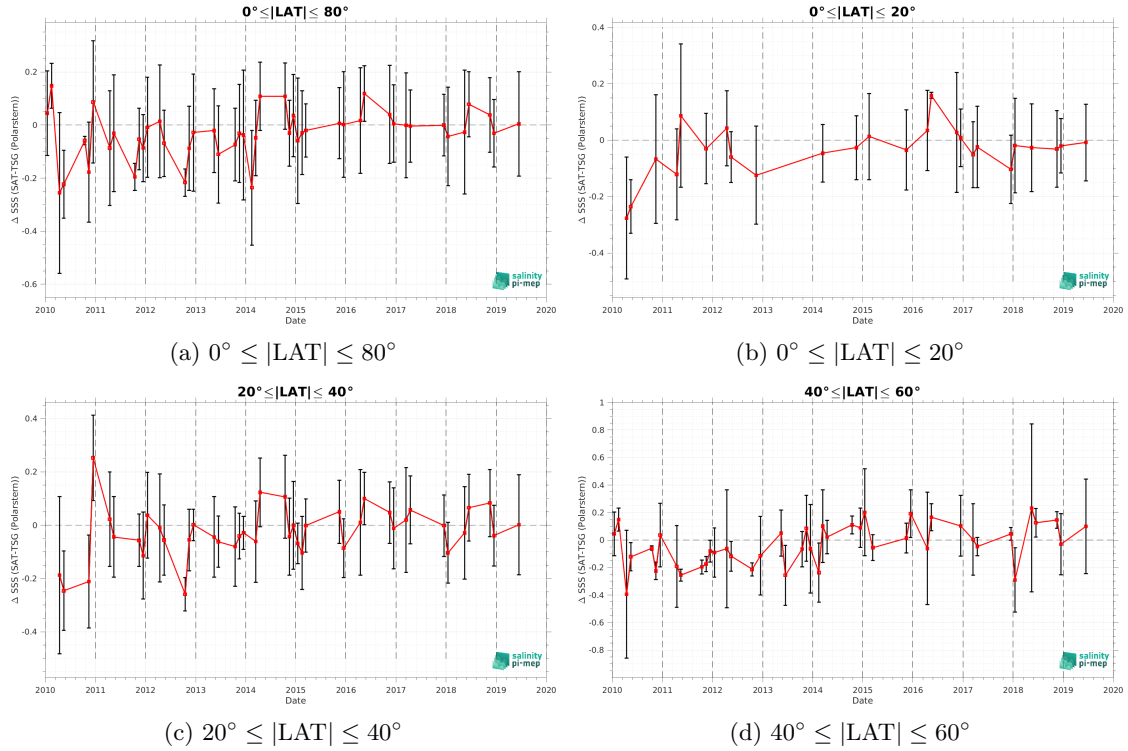 0°≤|LAT|≤ 80°
Δ SSS (SAT-TSG (Polarstern))
0.2
0
-0.2
-0.4
-0.6
2010 2011 2012 2013 2014 2015 2016 2017 2018 2019 2020
Date
salinity
pi-mep
(a) 0° ≤ |LAT| ≤ 80°
0°≤|LAT|≤ 20°
Δ SSS (SAT-TSG (Polarstern))
0.4
0.2
0
-0.2
-0.4
2010 2011 2012 2013 2014 2015 2016 2017 2018 2019 2020
Date
salinity
pi-mep
(b) 0° ≤ |LAT| ≤ 20°
20°≤|LAT|≤ 40°
Δ SSS (SAT-TSG (Polarstern))
0.4
0.2
0
-0.2
-0.4
2010 2011 2012 2013 2014 2015 2016 2017 2018 2019 2020
Date
salinity
pi-mep
(c) 20° ≤ |LAT| ≤ 40°
40°≤|LAT|≤ 60°
Δ SSS (SAT-TSG (Polarstern))
1
0.8
0.6
0.4
0.2
0
-0.2
-0.4
-0.6
-0.8
2010 2011 2012 2013 2014 2015 2016 2017 2018 2019 2020
Date
salinity
pi-mep
(d) 40° ≤ |LAT| ≤ 60°